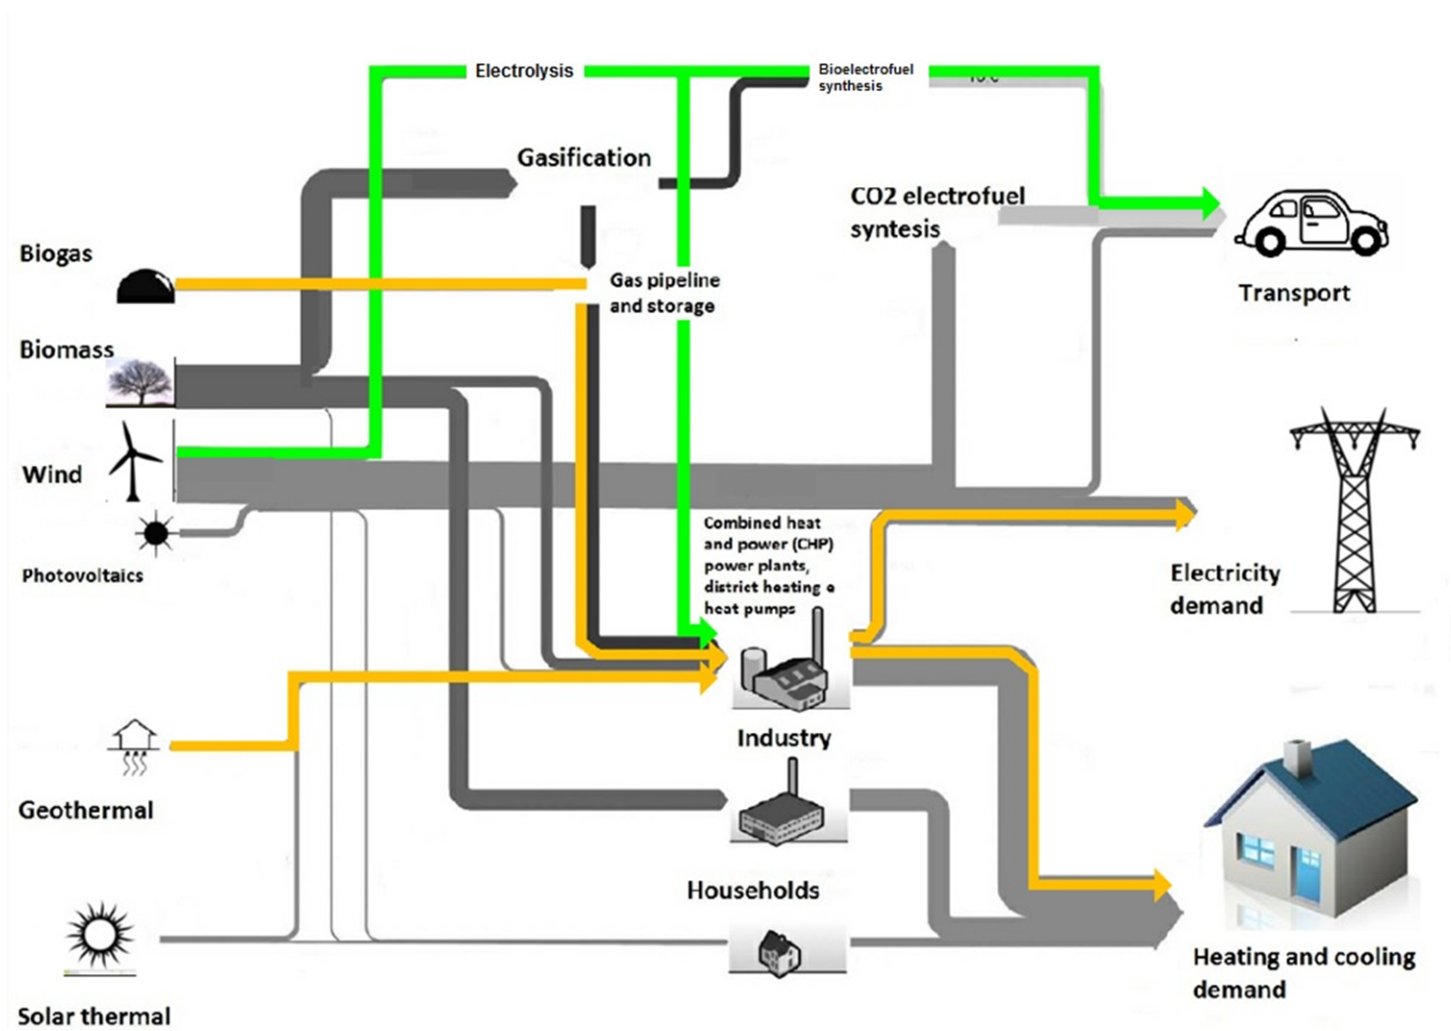 Electrolysis
Bioelectrofuel
synthesis
Gasification
CO2 electrofuel
syntesis
Biogas
Gas pipeline
and storage
Transport
Biomass
Wind
Combined heat
and power (CHP)
power plants,
district heating e
heat pumps
Photovoltaics
Electricity
demand
Industry
Geothermal
Households
Heating and cooling
demand
Solar thermal